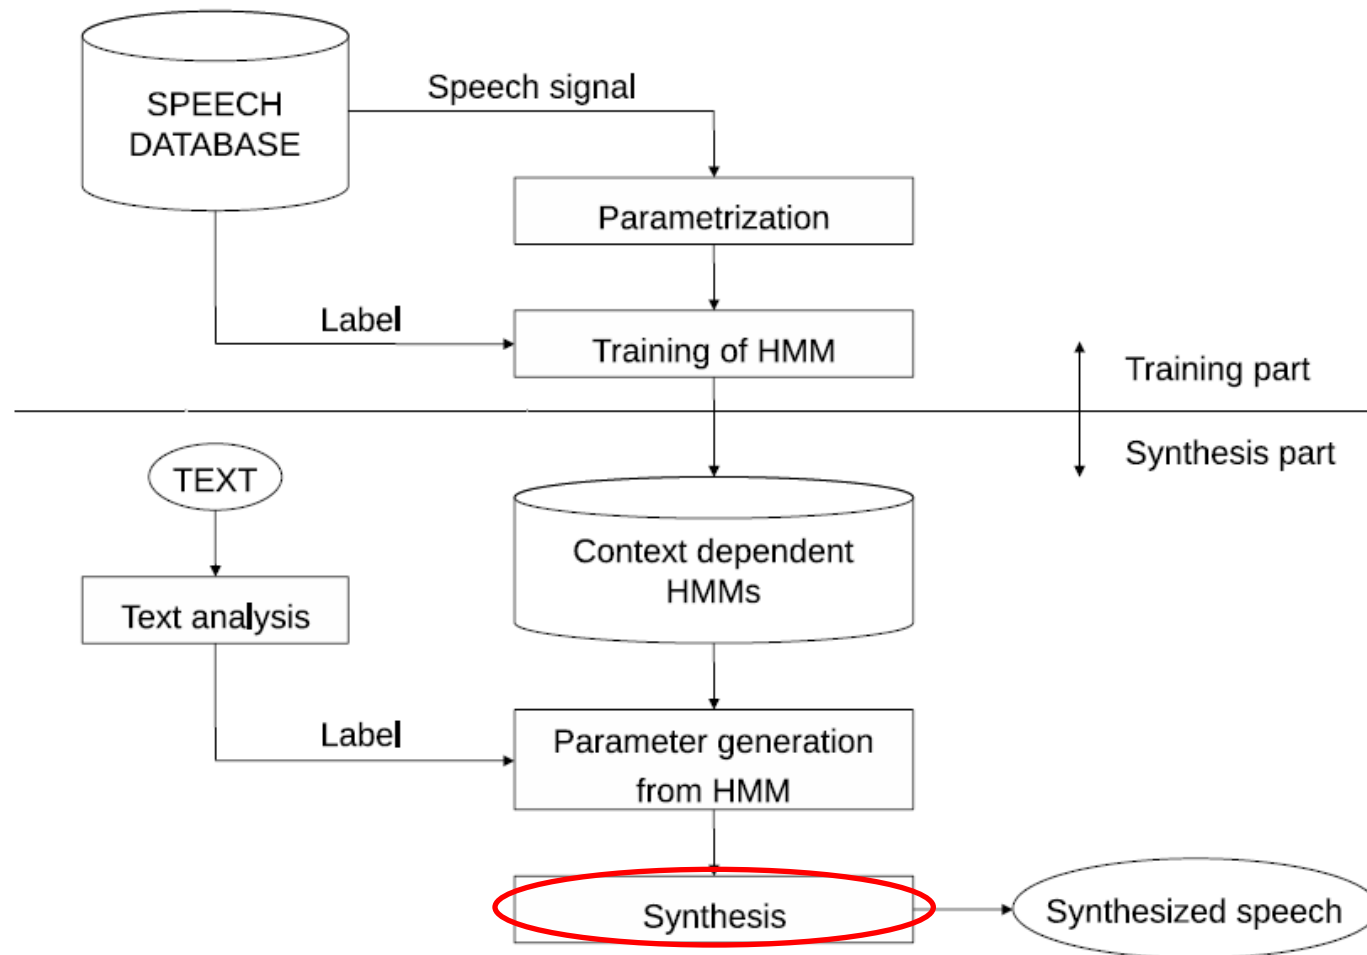 SPEECH
DATABASE
Speech signal
Parametrization
Label
Training of HMM
Training part
Synthesis part
TEXT
Context dependent
HMMs
Text analysis
Label
Parameter generation
from HMM
Synthesis
Synthesized speech